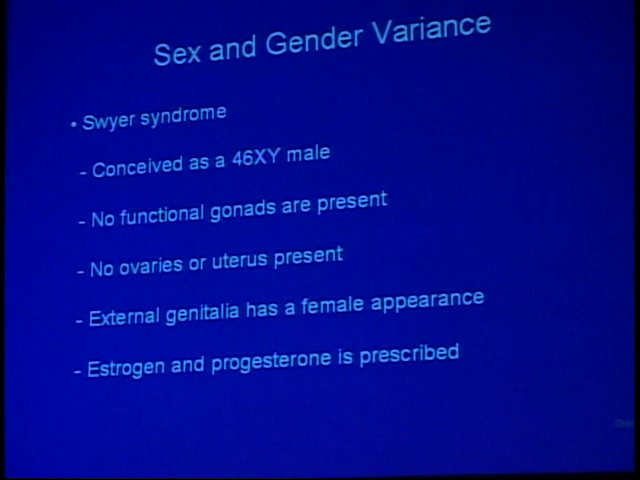 Sex and Gender Variance
• Swyer syndrome
- Conceived as a 46XY male
- No functional gonads are present
- No ovaries or uterus present
- External genitalia has a female appearance
- Estrogen and progesterone is prescribed